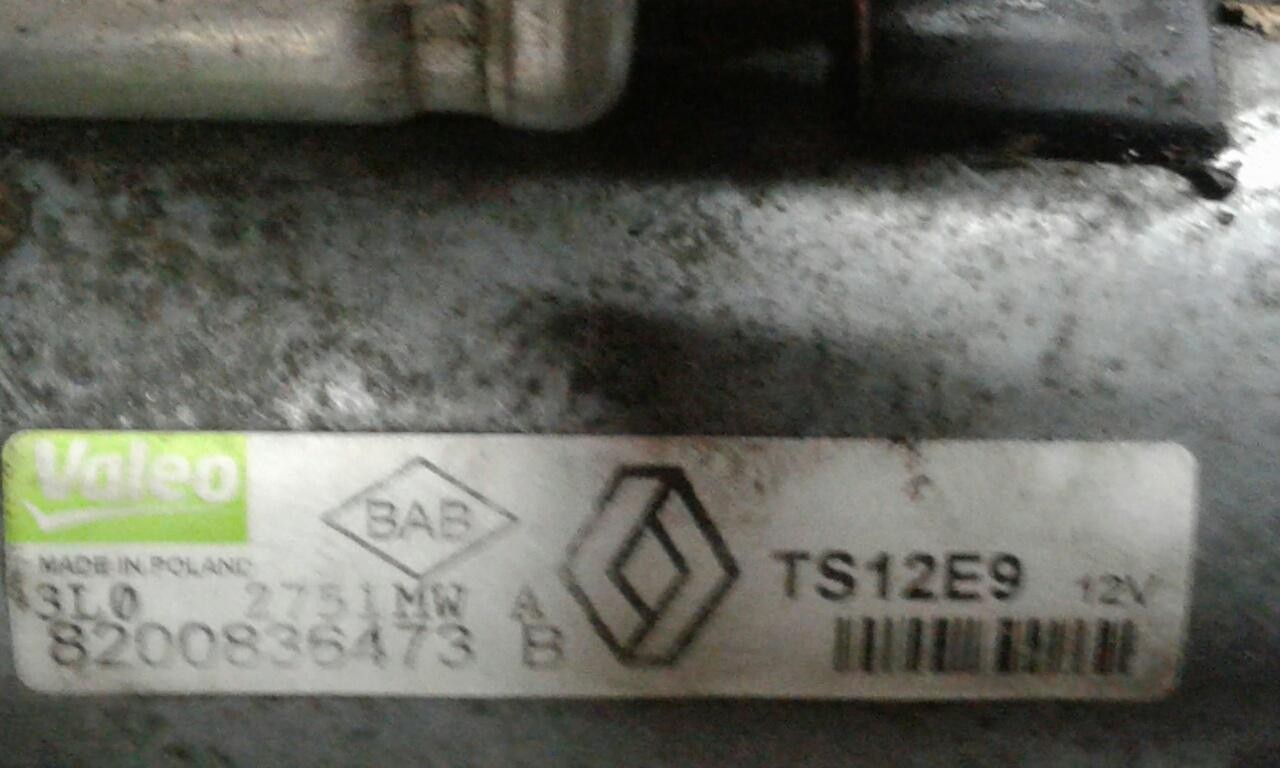 Valeo
BAB
MADE IN POLAND
TS12E9 12V
3L0 2751MW A
8200836473 B